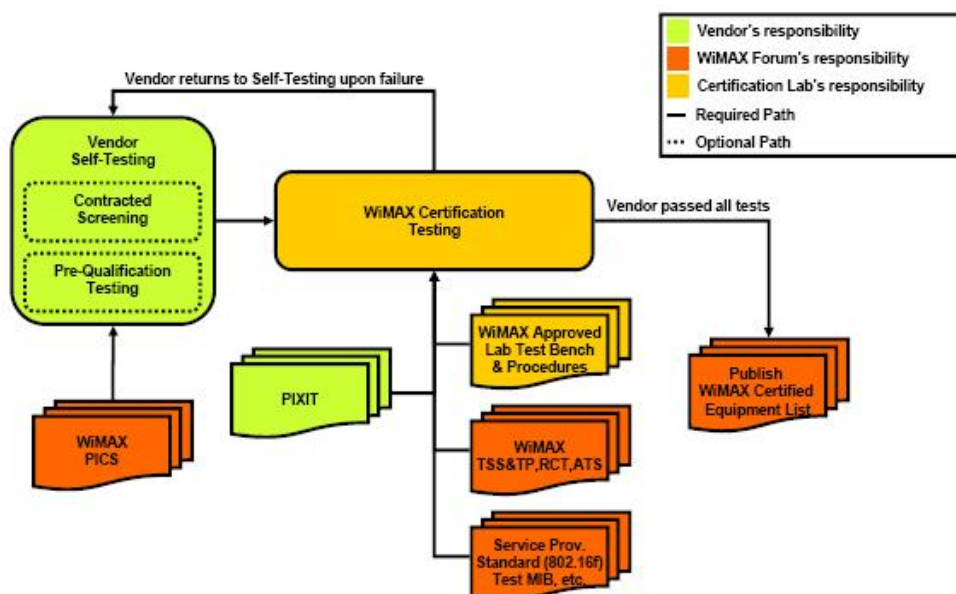 Vendor's responsibility
WiMAX Forum's responsibility
Certification Lab's responsibility
Required Path
Optional Path
Vendor returns to Self-Testing upon failure
Vendor
Self-Testing
Contracted
Screening
Pre-Qualification
Testing
WiMAX Certification
Testing
Vendor passed all tests
WiMAX Approved
Lab Test Bench
& Procedures
Publish
WiMAX Certified
Equipment List
PIXIT
WiMAX
PICS
WiMAX
TSS&TP,RCT,ATS
Service Prov.
Standard (802.16f)
Test MIB, etc.